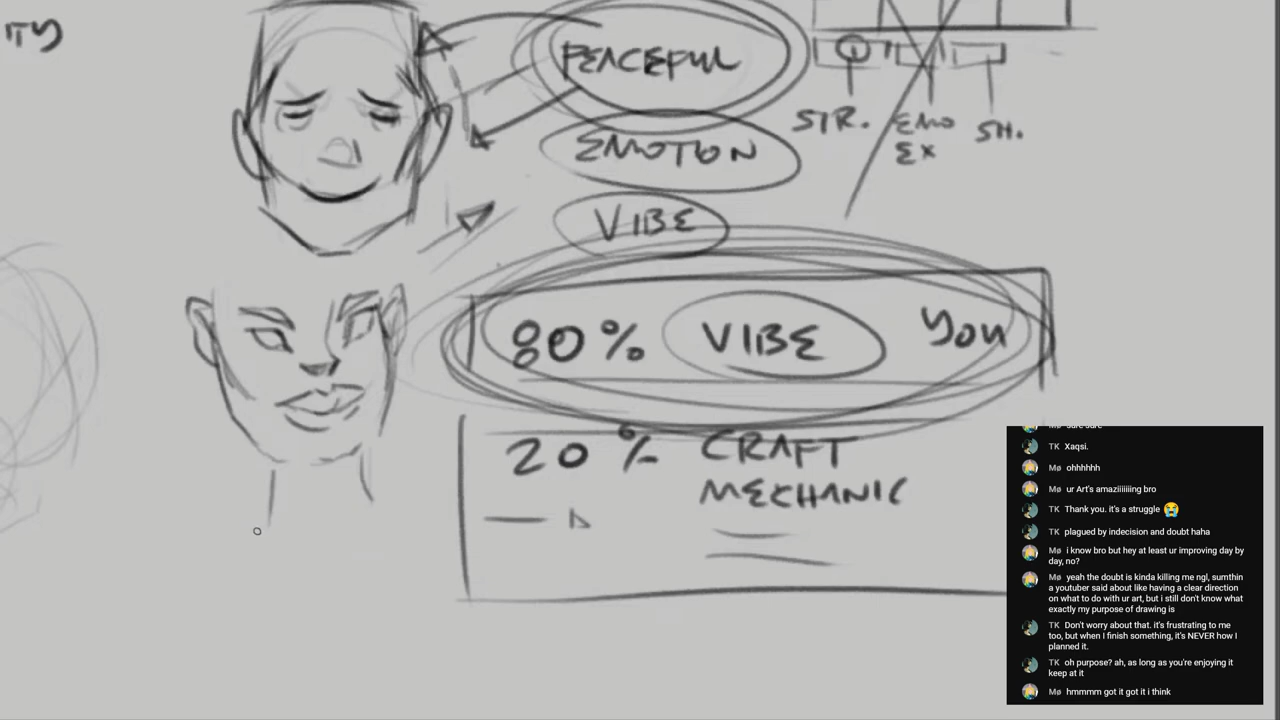 ITY
PEACEFUL
EMOTION
VIBE
STR.
EMO
EX
SH.
80% VIBE YOU
20% CRAFT
MECHANIC
Mø sure sure
TK Xaqsi.
Mø ohhhhhh
Mø ur Art's amaziiiiiiing bro
TK Thank you. it's a struggle 😭
TK plagued by indecision and doubt haha
Mø i know bro but hey at least ur improving day by
day, no?
Mø yeah the doubt is kinda killing me ngl, sumthin
a youtuber said about like having a clear direction
on what to do with ur art, but i still don't know what
exactly my purpose of drawing is
TK Don't worry about that. it's frustrating to me
too, but when I finish something, it's NEVER how I
planned it.
TK oh purpose? ah, as long as you're enjoying it
keep at it
Mø hmmmm got it got it i think